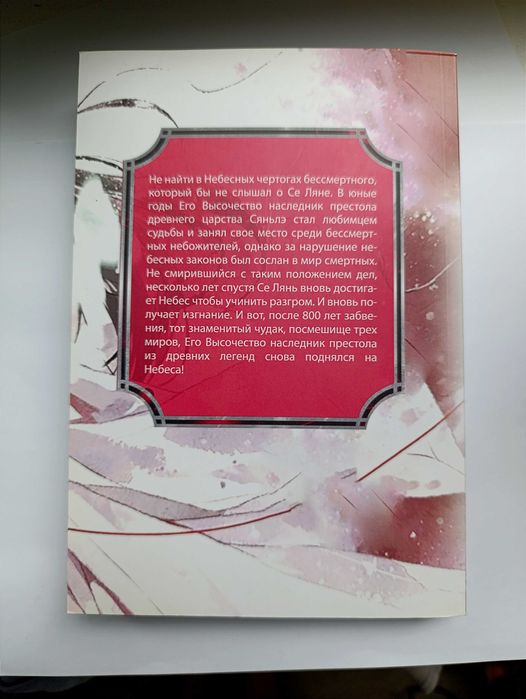 Не найти в Небесных чертогах бессмертного,
который бы не слышал о Се Ляне. В юные
годы Его Высочество наследник престола
древнего царства Сяньлэ стал любимцем
судьбы и занял свое место среди бессмерт-
ных небожителей, однако за нарушение не-
бесных законов был сослан в мир смертных.
Не смирившийся с таким положением дел,
несколько лет спустя Се Лянь вновь достига-
ет Небес чтобы учинить разгром. И вновь по-
лучает изгнание. И вот, после 800 лет забве-
ния, тот знаменитый чудак, посмешище трех
миров, Его Высочество наследник престола
из древних легенд снова поднялся на
Небеса!